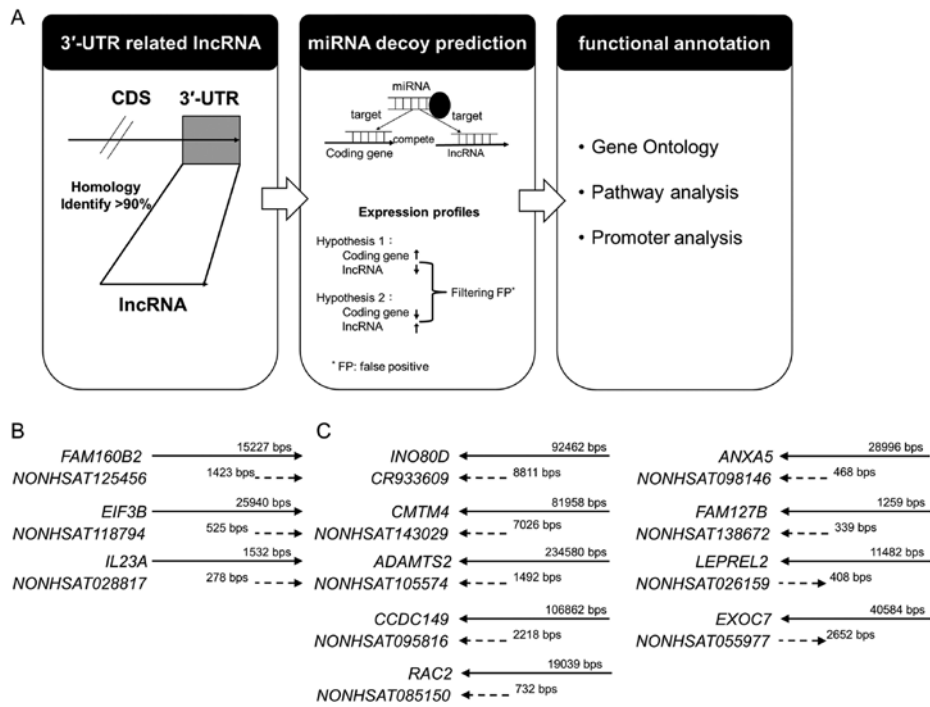 A
3′-UTR related lncRNA
CDS 3′-UTR
Homology
Identify >90%
lncRNA
miRNA decoy prediction
miRNA
target target
compete
Coding gene lncRNA
Expression profiles
Hypothesis 1 :
Coding gene ↑
lncRNA ↓
Filtering FP*
Hypothesis 2 :
Coding gene ↓
lncRNA ↑
* FP: false positive
functional annotation
• Gene Ontology
• Pathway analysis
• Promoter analysis
B
FAM160B2 15227 bps
NONHSAT125456 1423 bps
EIF3B 25940 bps
NONHSAT118794 525 bps
IL23A 1532 bps
NONHSAT028817 278 bps
C
INO80D 92462 bps
CR933609 8811 bps
CMTM4 81958 bps
NONHSAT143029 7026 bps
ADAMTS2 234580 bps
NONHSAT105574 1492 bps
CCDC149 106862 bps
NONHSAT095816 2218 bps
RAC2 19039 bps
NONHSAT085150 732 bps
ANXA5 28996 bps
NONHSAT098146 468 bps
FAM127B 1259 bps
NONHSAT138672 339 bps
LEPREL2 11482 bps
NONHSAT026159 408 bps
EXOC7 40584 bps
NONHSAT055977 2652 bps